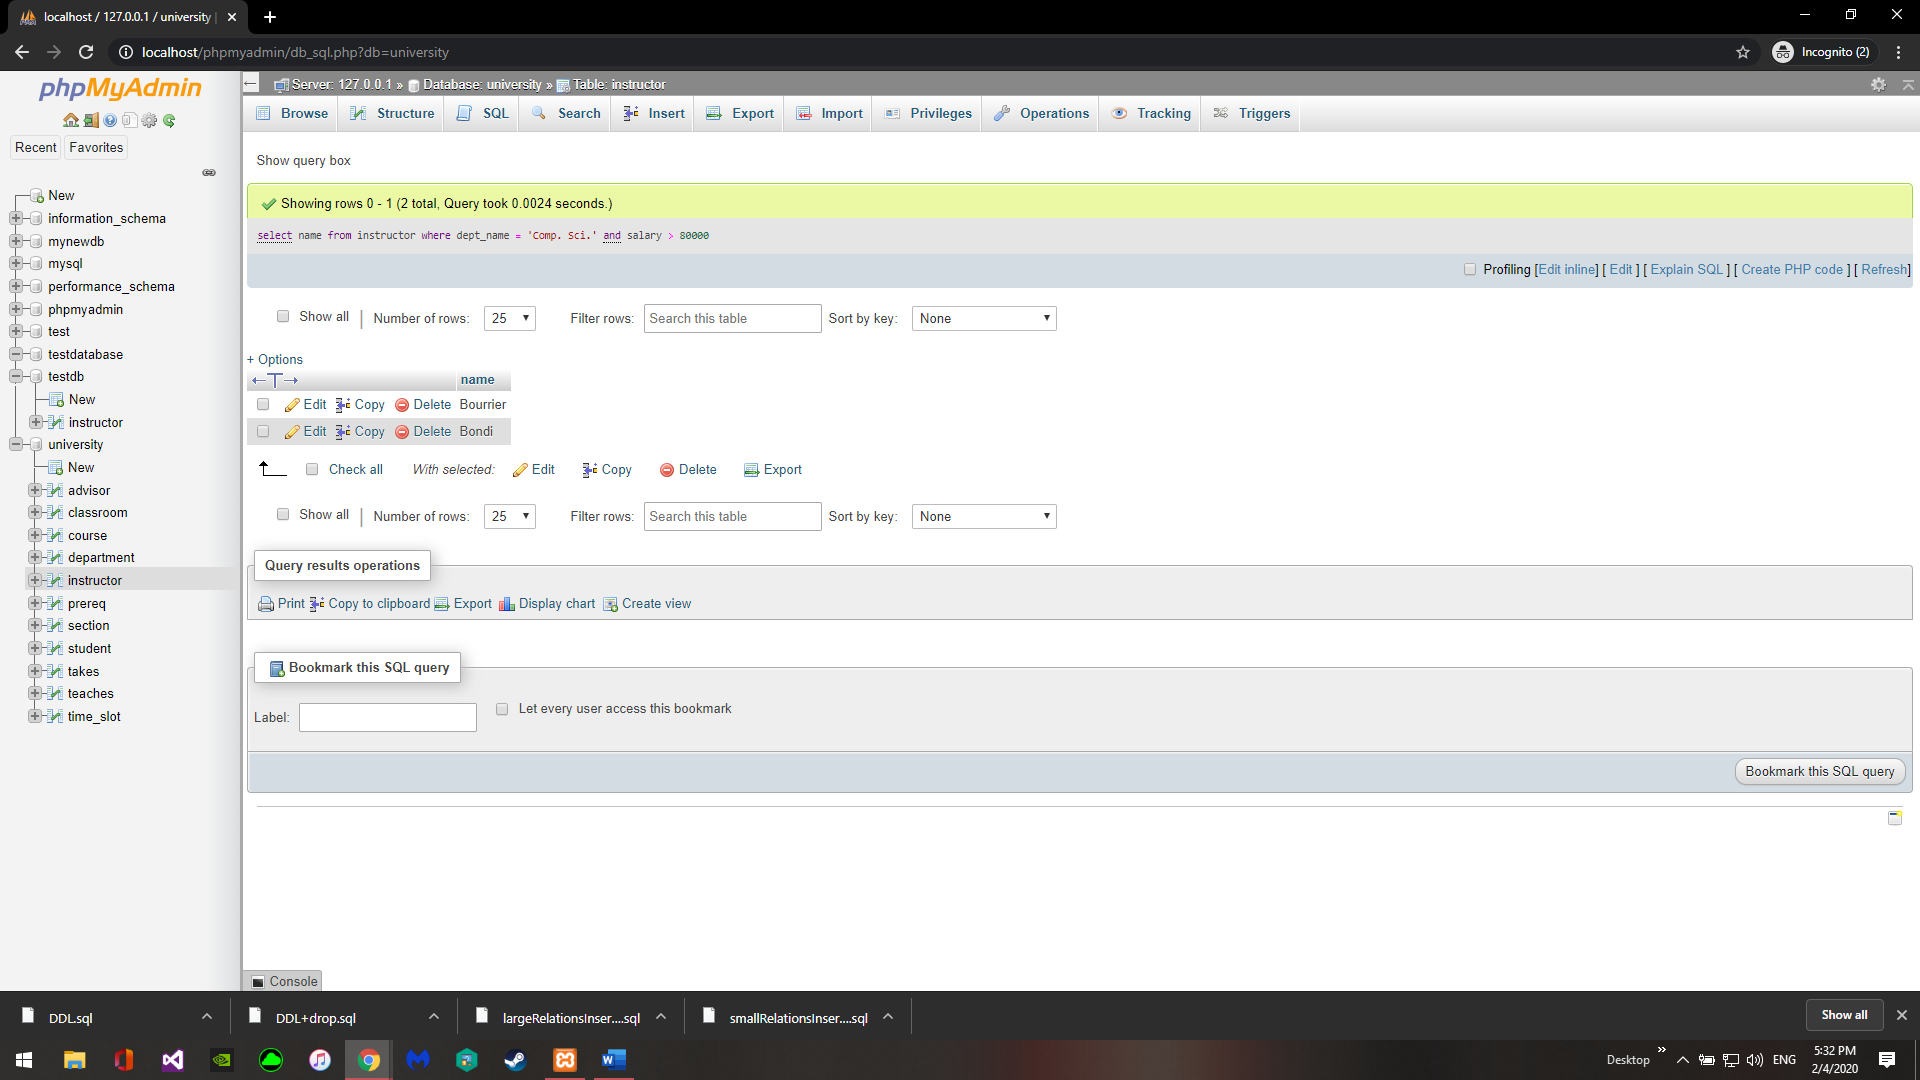 localhost / 127.0.0.1 / university |
localhost/phpmyadmin/db_sql.php?db=university
Incognito (2)
phpMyAdmin
Recent
Favorites
New
information_schema
mynewdb
mysql
performance_schema
phpmyadmin
test
testdatabase
testdb
New
instructor
university
New
advisor
classroom
course
department
instructor
prereq
section
student
takes
teaches
time_slot
Server: 127.0.0.1 » Database: university » Table: instructor
Browse Structure SQL Search Insert Export Import Privileges Operations Tracking Triggers
Show query box
Showing rows 0 - 1 (2 total, Query took 0.0024 seconds.)
select name from instructor where dept_name = 'Comp. Sci.' and salary > 80000
Profiling [Edit inline] [ Edit ] [ Explain SQL ] [ Create PHP code ] [ Refresh]
Show all | Number of rows: 25 Filter rows: Search this table Sort by key: None
+ Options
←T→ name
Edit Copy Delete Bourrier
Edit Copy Delete Bondi
Check all With selected: Edit Copy Delete Export
Show all | Number of rows: 25 Filter rows: Search this table Sort by key: None
Query results operations
Print Copy to clipboard Export Display chart Create view
Bookmark this SQL query
Label: Let every user access this bookmark
Bookmark this SQL query
Console
DDL.sql
DDL+drop.sql
largeRelationsInser....sql
smallRelationsInser....sql
Show all
Desktop
ENG
5:32 PM
2/4/2020